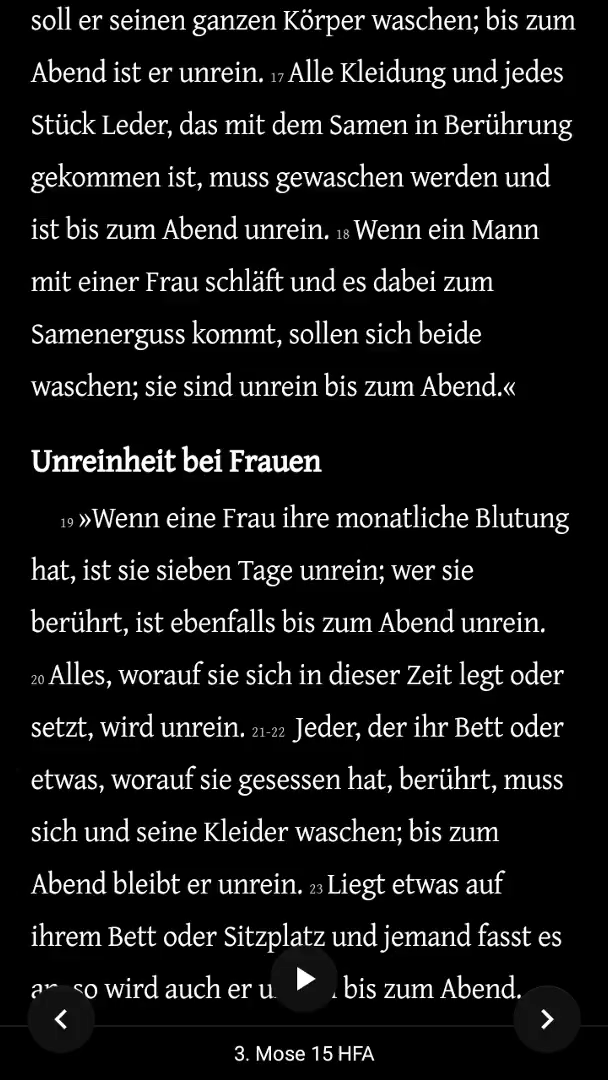 soll er seinen ganzen Körper waschen; bis zum
Abend ist er unrein. 17 Alle Kleidung und jedes
Stück Leder, das mit dem Samen in Berührung
gekommen ist, muss gewaschen werden und
ist bis zum Abend unrein. 18 Wenn ein Mann
mit einer Frau schläft und es dabei zum
Samenerguss kommt, sollen sich beide
waschen; sie sind unrein bis zum Abend.«
Unreinheit bei Frauen
19 »Wenn eine Frau ihre monatliche Blutung
hat, ist sie sieben Tage unrein; wer sie
berührt, ist ebenfalls bis zum Abend unrein.
20 Alles, worauf sie sich in dieser Zeit legt oder
setzt, wird unrein. 21-22 Jeder, der ihr Bett oder
etwas, worauf sie gesessen hat, berührt, muss
sich und seine Kleider waschen; bis zum
Abend bleibt er unrein. 23 Liegt etwas auf
ihrem Bett oder Sitzplatz und jemand fasst es
an, so wird auch er bis zum Abend.
3. Mose 15 HFA